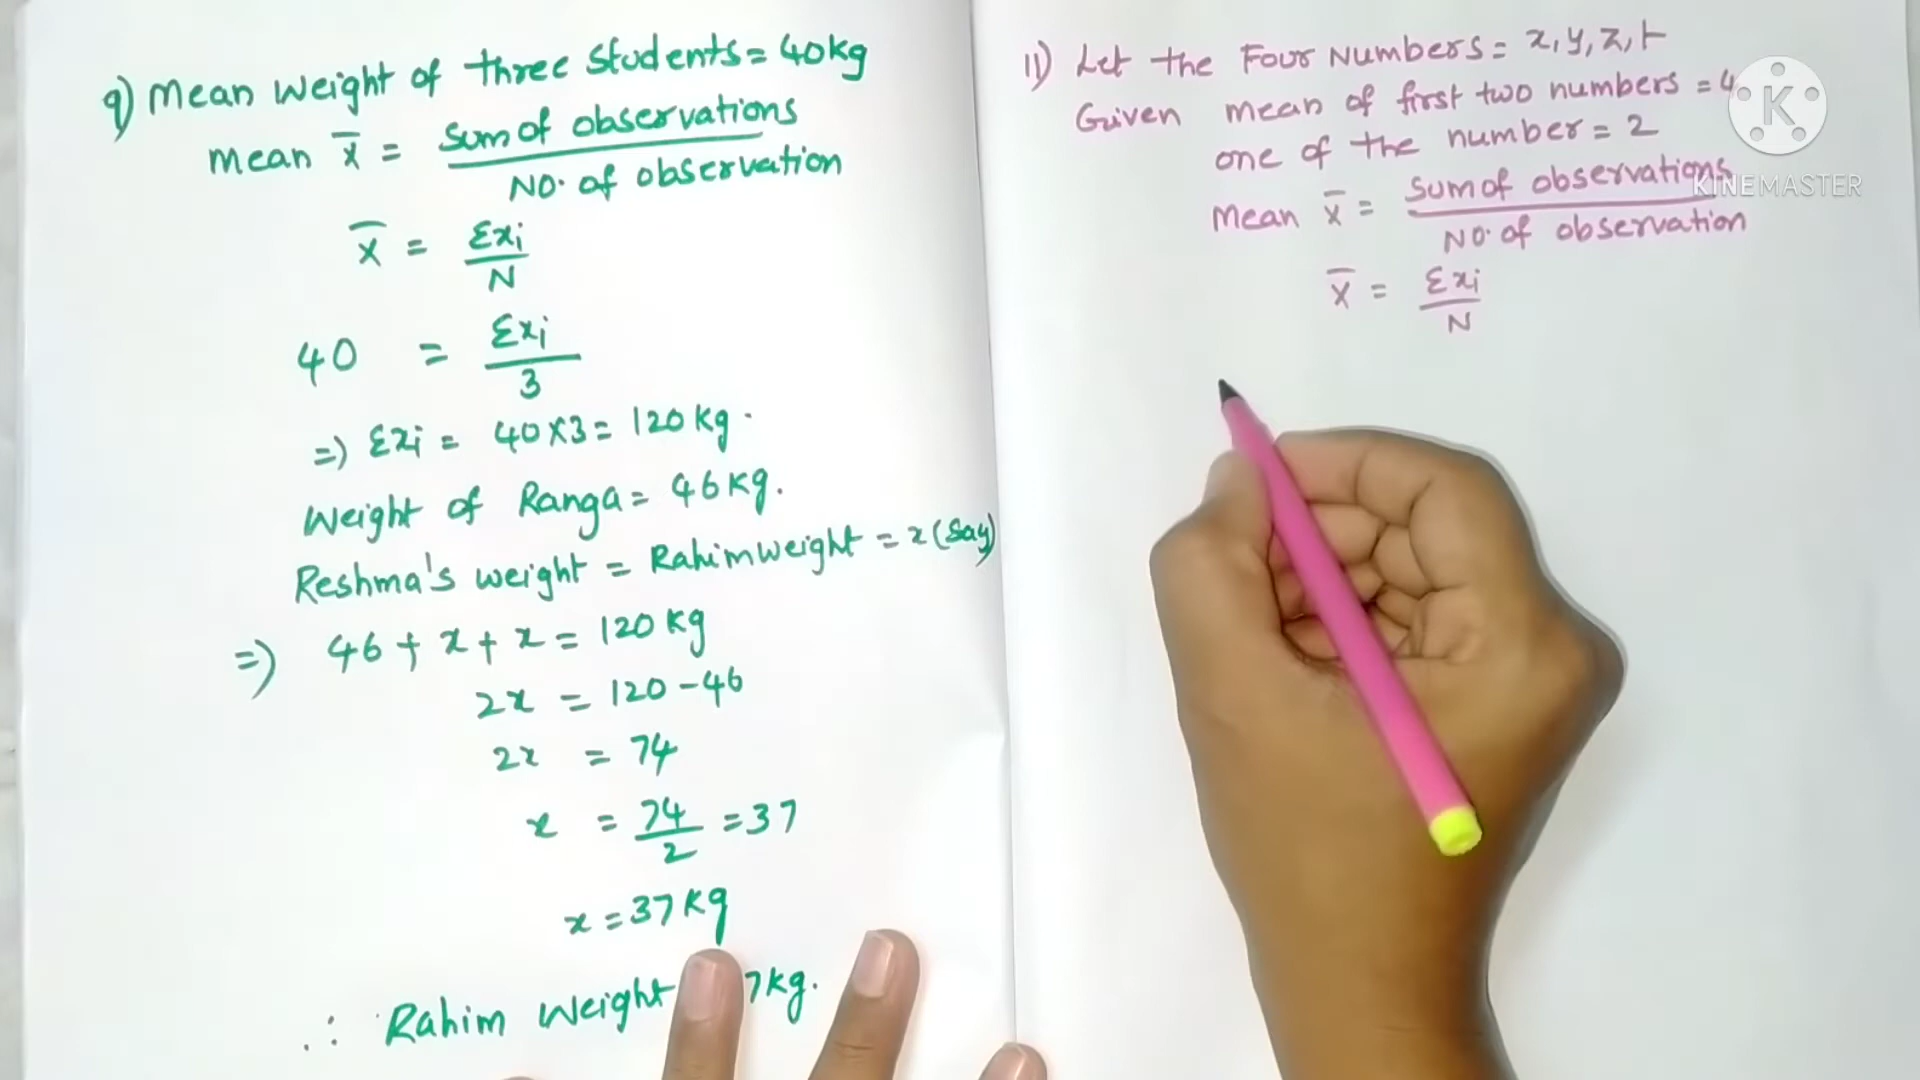 9) Mean Weight of three Students = 40kg
Mean x̄ = Sum of observations / No. of observation
x̄ = Σxi / N
40 = Σxi / 3
=) Σxi = 40×3 = 120 kg.
Weight of Ranga = 46 kg.
Reshma's weight = Rahim weight = x (Say)
=) 46 + x + x = 120 kg
2x = 120 - 46
2x = 74
x = 74 / 2 = 37
x = 37 kg
∴ Rahim Weight 7kg.
11) Let the Four Numbers = x, y, z, t
Given mean of first two numbers = 4
one of the number = 2
Mean x̄ = Sum of observations / No. of observation
x̄ = Σxi / N
K
KINEMASTER